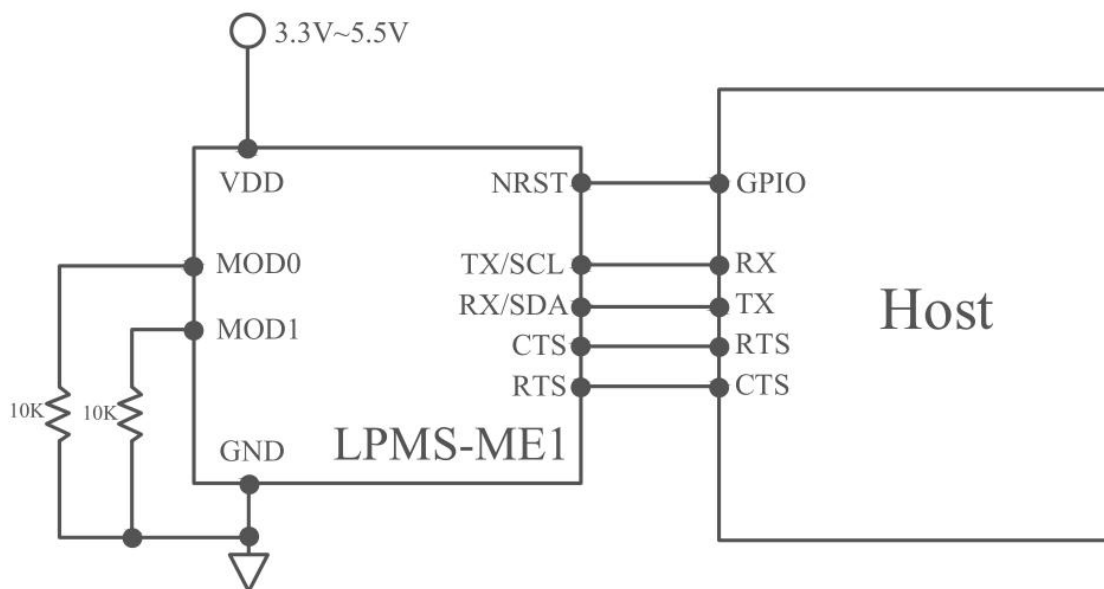 3.3V~5.5V
VDD
NRST
GPIO
MOD0
TX/SCL
RX
MOD1
RX/SDA
TX
Host
CTS
RTS
RTS
CTS
10K
10K
GND
LPMS-ME1